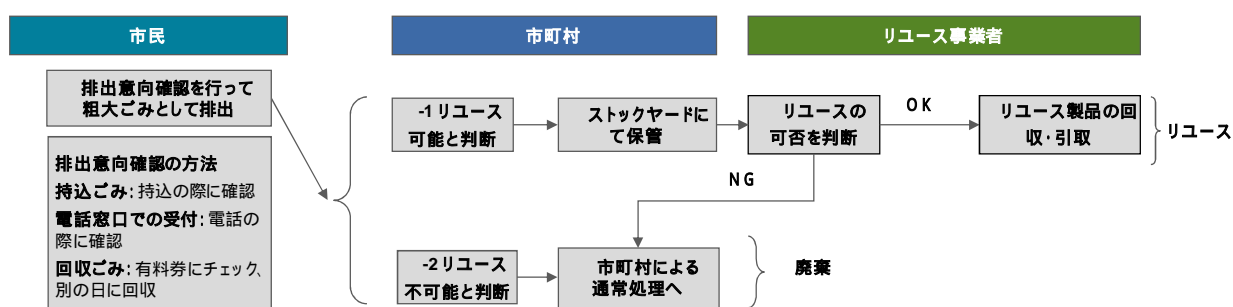 市民
市町村
リユース事業者
排出意向確認を行って
粗大ごみとして排出
排出意向確認の方法
持込ごみ：持込の際に確認
電話窓口での受付：電話の
際に確認
回収ごみ：有料券にチェック、
別の日に回収
-1 リユース
可能と判断
ストックヤードに
て保管
リユースの
可否を判断
OK
リユース製品の回
収・引取
リユース
NG
-2 リユース
不可能と判断
市町村による
通常処理へ
廃棄